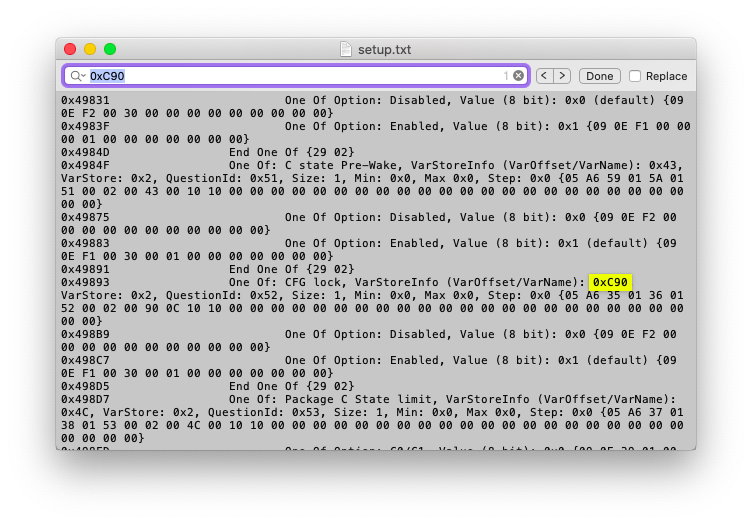 setup.txt
0xC90 1 < > Done Replace
0x49831 One Of Option: Disabled, Value (8 bit): 0x0 (default) {09
0E F2 00 30 00 00 00 00 00 00 00 00 00}
0x4983F One Of Option: Enabled, Value (8 bit): 0x1 {09 0E F1 00 00
00 01 00 00 00 00 00 00 00}
0x4984D End One Of {29 02}
0x4984F One Of: C state Pre-Wake, VarStoreInfo (VarOffset/VarName): 0x43,
VarStore: 0x2, QuestionId: 0x51, Size: 1, Min: 0x0, Max 0x0, Step: 0x0 {05 A6 59 01 5A 01
51 00 02 00 43 00 10 10 00 00 00 00 00 00 00 00 00 00 00 00 00 00 00 00 00 00 00 00 00 00
00 00}
0x49875 One Of Option: Disabled, Value (8 bit): 0x0 {09 0E F2 00
00 00 00 00 00 00 00 00 00 00}
0x49883 One Of Option: Enabled, Value (8 bit): 0x1 (default) {09
0E F1 00 30 00 01 00 00 00 00 00 00 00}
0x49891 End One Of {29 02}
0x49893 One Of: CFG lock, VarStoreInfo (VarOffset/VarName): 0xC90
VarStore: 0x2, QuestionId: 0x52, Size: 1, Min: 0x0, Max 0x0, Step: 0x0 {05 A6 35 01 36 01
52 00 02 00 90 0C 10 10 00 00 00 00 00 00 00 00 00 00 00 00 00 00 00 00 00 00 00 00 00 00
00 00}
0x498B9 One Of Option: Disabled, Value (8 bit): 0x0 {09 0E F2 00
00 00 00 00 00 00 00 00 00 00}
0x498C7 One Of Option: Enabled, Value (8 bit): 0x1 (default) {09
0E F1 00 30 00 01 00 00 00 00 00 00 00}
0x498D5 End One Of {29 02}
0x498D7 One Of: Package C State limit, VarStoreInfo (VarOffset/VarName):
0x4C, VarStore: 0x2, QuestionId: 0x53, Size: 1, Min: 0x0, Max 0x0, Step: 0x0 {05 A6 37 01
38 01 53 00 02 00 4C 00 10 10 00 00 00 00 00 00 00 00 00 00 00 00 00 00 00 00 00 00 00 00
00 00 00 00}